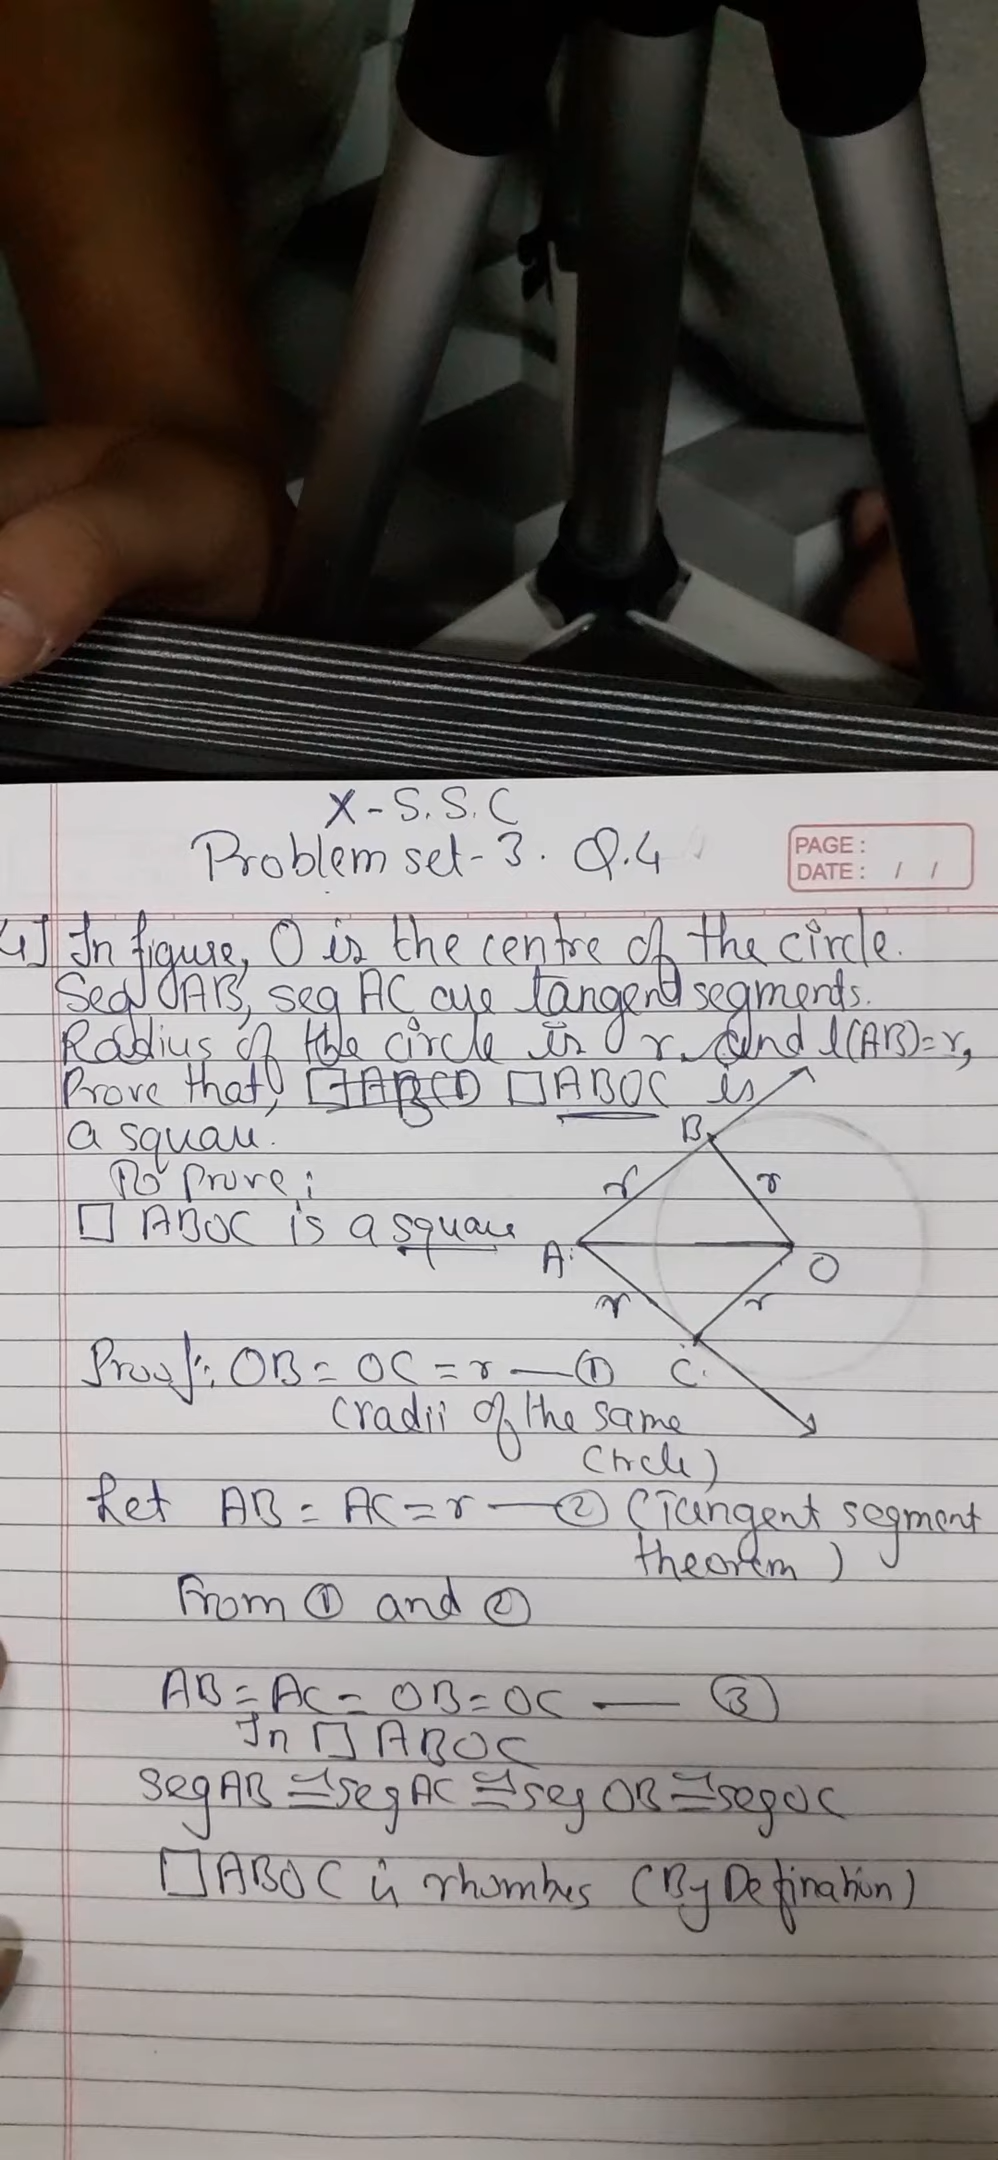 X-S.S.C
Problem set-3. Q.4
PAGE :
DATE : / /
4] In figure, O is the centre of the circle.
Seg AB, seg AC are tangent segments.
Radius of the circle is r and l(AB)=r,
Prove that, □ABCD □ABOC is
a square.
To prove:
□ ABOC is a square
B
r
r
A
O
r
r
C
Proof: OB = OC = r — ①
(radii of the same
circle)
Let AB = AC = r — ② (Tangent segment
theorem)
From ① and ②
AB = AC = OB = OC — ③
In □ ABOC
seg AB ≅ seg AC ≅ seg OB ≅ seg OC
□ABOC is rhombus (By Defination)